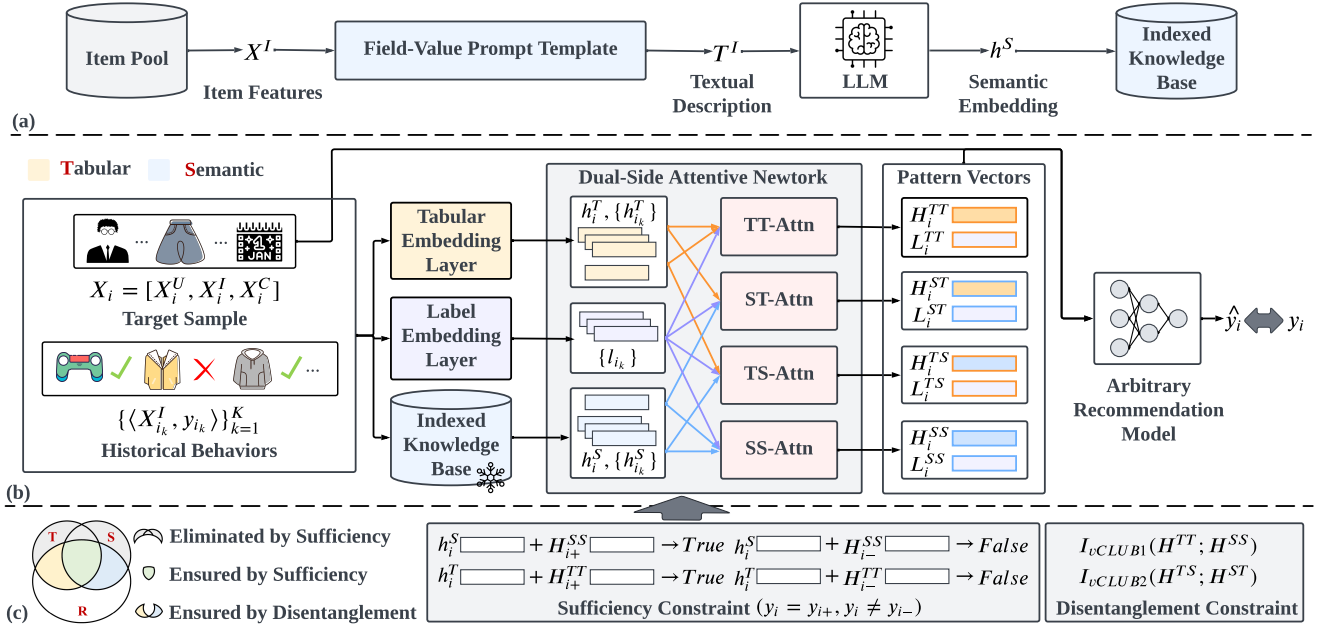 Item Pool
X^I
Item Features
Field-Value Prompt Template
T^I
Textual
Description
LLM
h^S
Semantic
Embedding
Indexed
Knowledge
Base
(a)
Tabular
Semantic
... ...
1
JAN
X_i = [X_i^U, X_i^I, X_i^C]
Target Sample
...
{⟨X_{i_k}^I, y_{i_k}⟩}_{k=1}^K
Historical Behaviors
Tabular
Embedding
Layer
Label
Embedding
Layer
Indexed
Knowledge
Base
Dual-Side Attentive Newtork
h_i^T, {h_{i_k}^T}
{l_{i_k}}
h_i^S, {h_{i_k}^S}
TT-Attn
ST-Attn
TS-Attn
SS-Attn
Pattern Vectors
H_i^{TT}
L_i^{TT}
H_i^{ST}
L_i^{ST}
H_i^{TS}
L_i^{TS}
H_i^{SS}
L_i^{SS}
ŷ_i
y_i
Arbitrary
Recommendation
Model
(b)
T
S
R
Eliminated by Sufficiency
Ensured by Sufficiency
Ensured by Disentanglement
(c)
h_i^S + H_{i+}^{SS} → True h_i^S + H_{i-}^{SS} → False
h_i^T + H_{i+}^{TT} → True h_i^T + H_{i-}^{TT} → False
Sufficiency Constraint (y_i = y_{i+}, y_i ≠ y_{i-})
I_{vCLUB1}(H^{TT}; H^{SS})
I_{vCLUB2}(H^{TS}; H^{ST})
Disentanglement Constraint